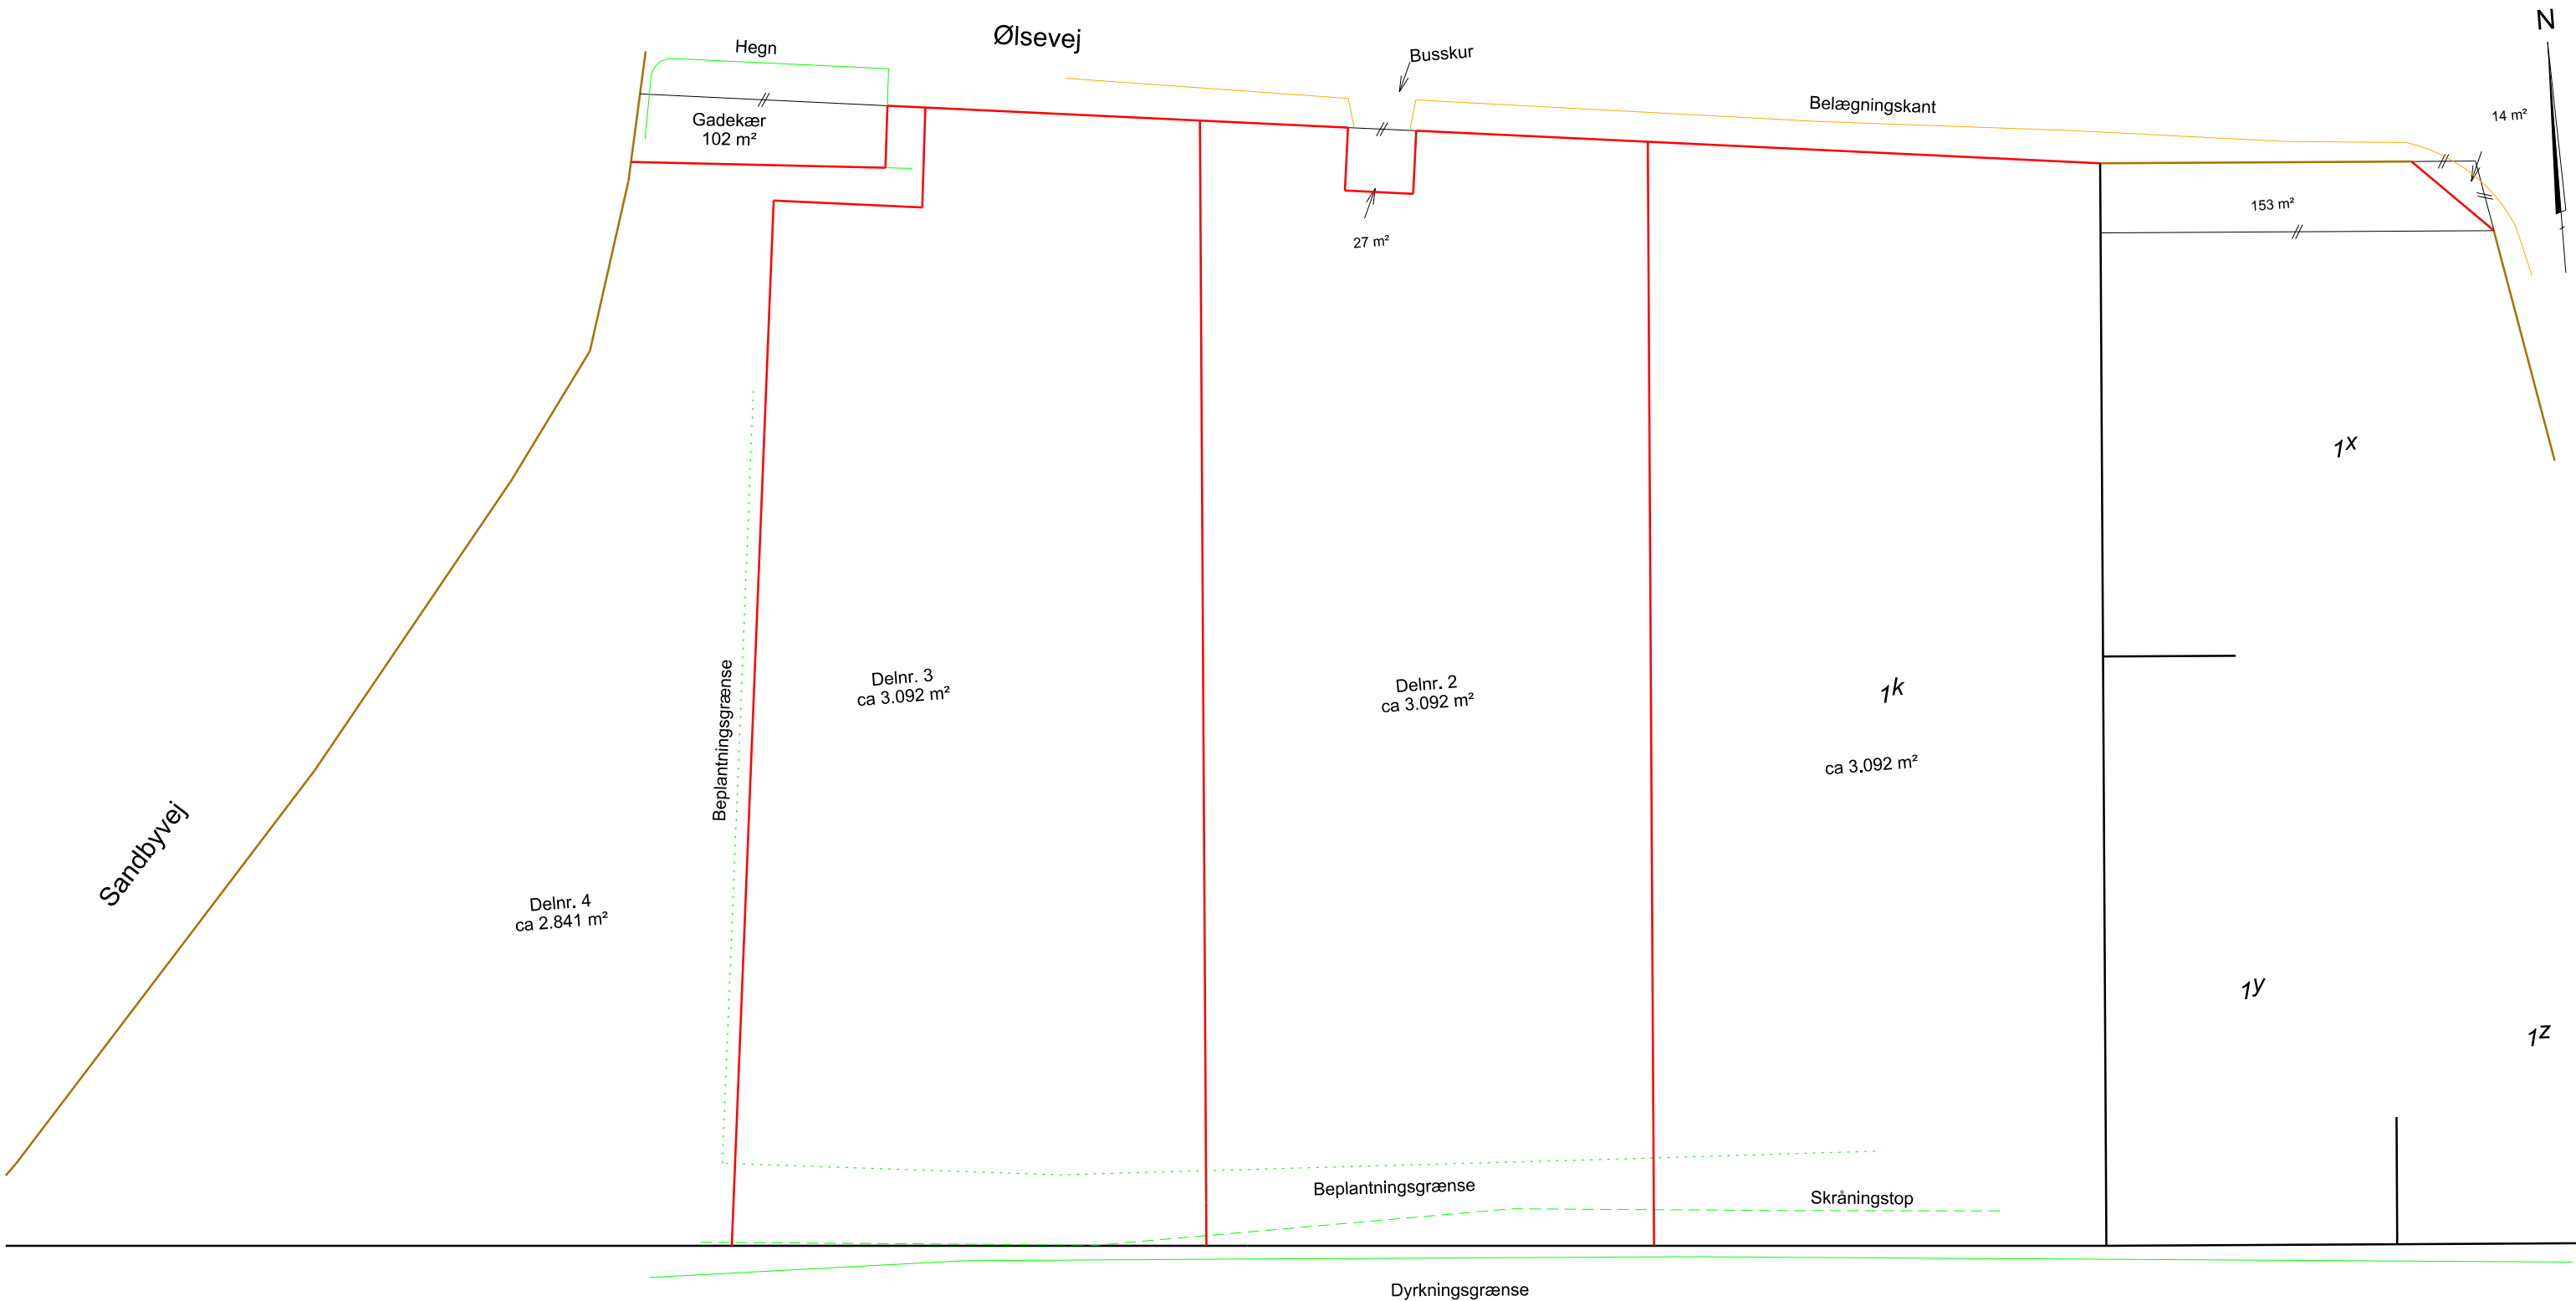 Ølsevej
N
Hegn
Busskur
Belægningskant
14 m²
Gadekær
102 m²
153 m²
27 m²
1x
Delnr. 3
ca 3.092 m²
Delnr. 2
ca 3.092 m²
1k
ca 3.092 m²
Beplantningsgrænse
Sandbyvej
Delnr. 4
ca 2.841 m²
1y
1z
Beplantningsgrænse
Skråningstop
Dyrkningsgrænse